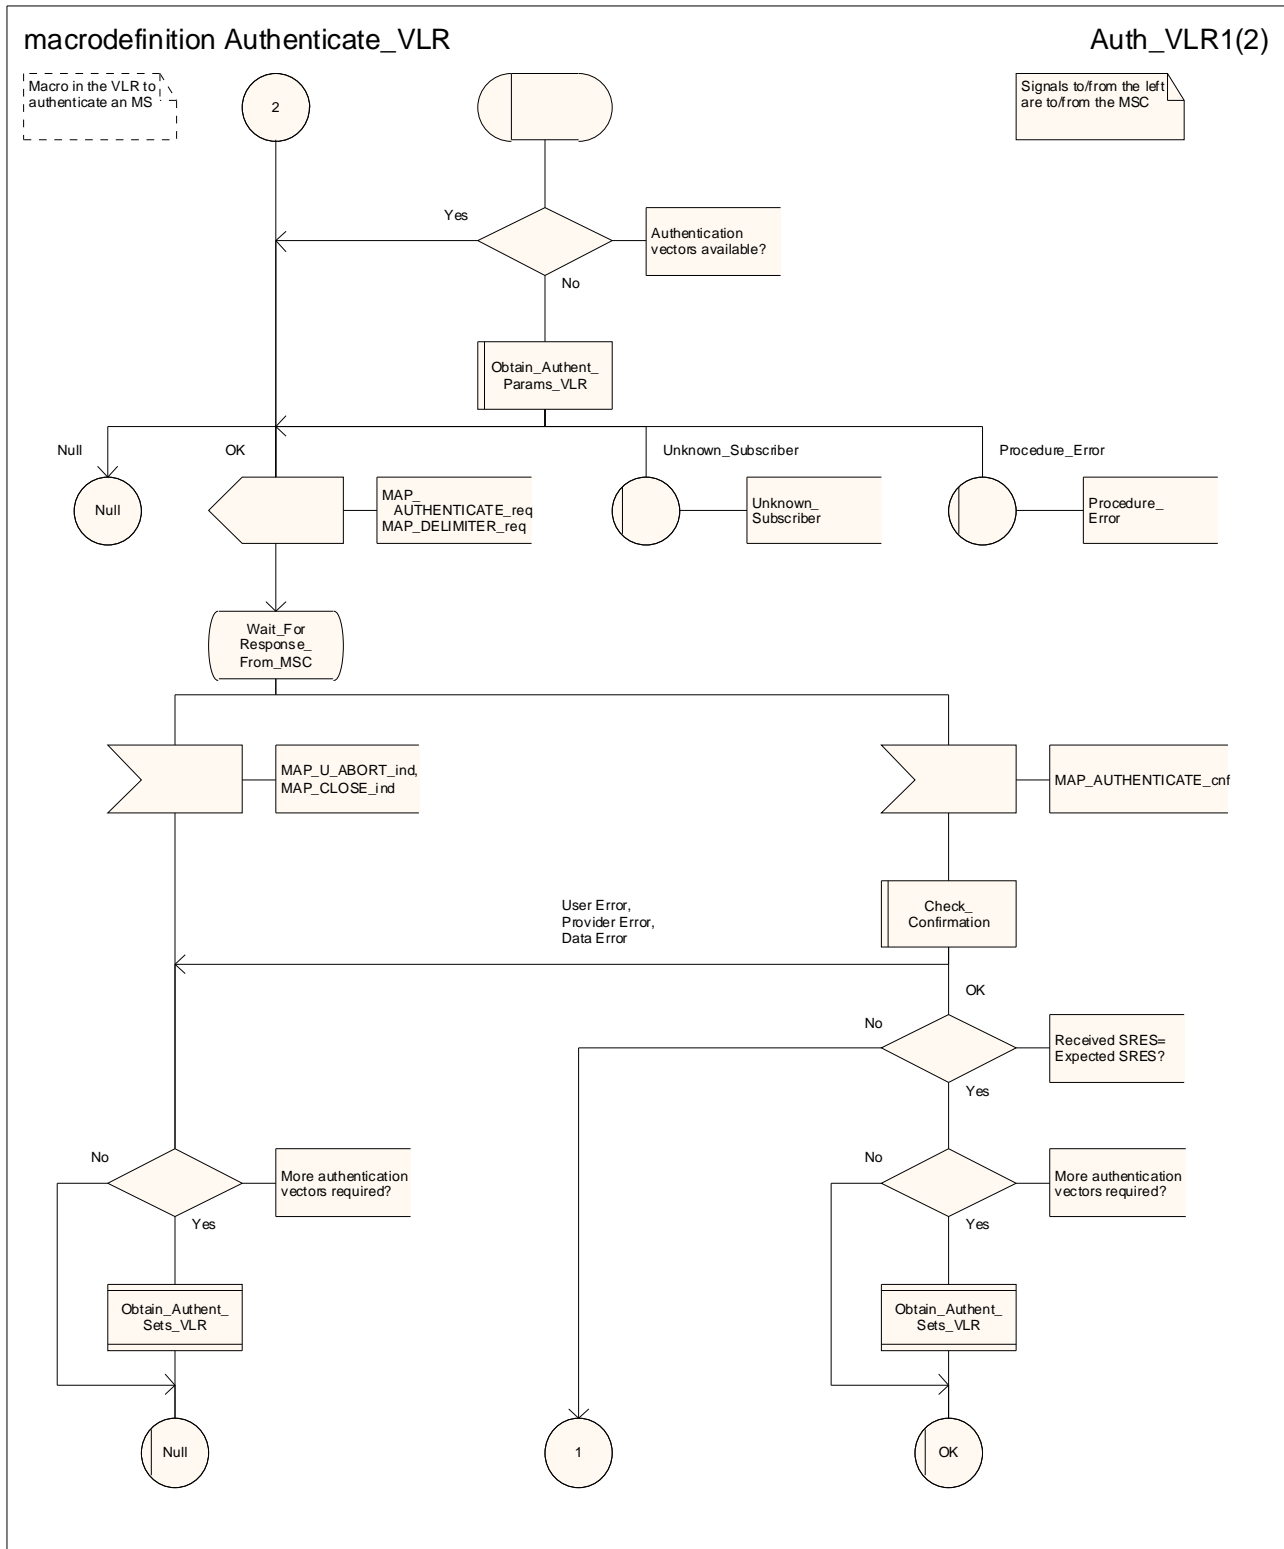 macrodefinition Authenticate_VLR
Auth_VLR1(2)
Macro in the VLR to
authenticate an MS
2
Signals to/from the left
are to/from the MSC
Yes
Authentication
vectors available?
No
Obtain_Authent_
Params_VLR
Null
OK
Unknown_Subscriber
Procedure_Error
Null
MAP_
AUTHENTICATE_req
MAP_DELIMITER_req
Unknown_
Subscriber
Procedure_
Error
Wait_For
Response_
From_MSC
MAP_U_ABORT_ind,
MAP_CLOSE_ind
MAP_AUTHENTICATE_cnf
User Error,
Provider Error,
Data Error
Check_
Confirmation
OK
No
Received SRES=
Expected SRES?
Yes
No
More authentication
vectors required?
Yes
No
More authentication
vectors required?
Yes
Obtain_Authent_
Sets_VLR
Obtain_Authent_
Sets_VLR
Null
1
OK